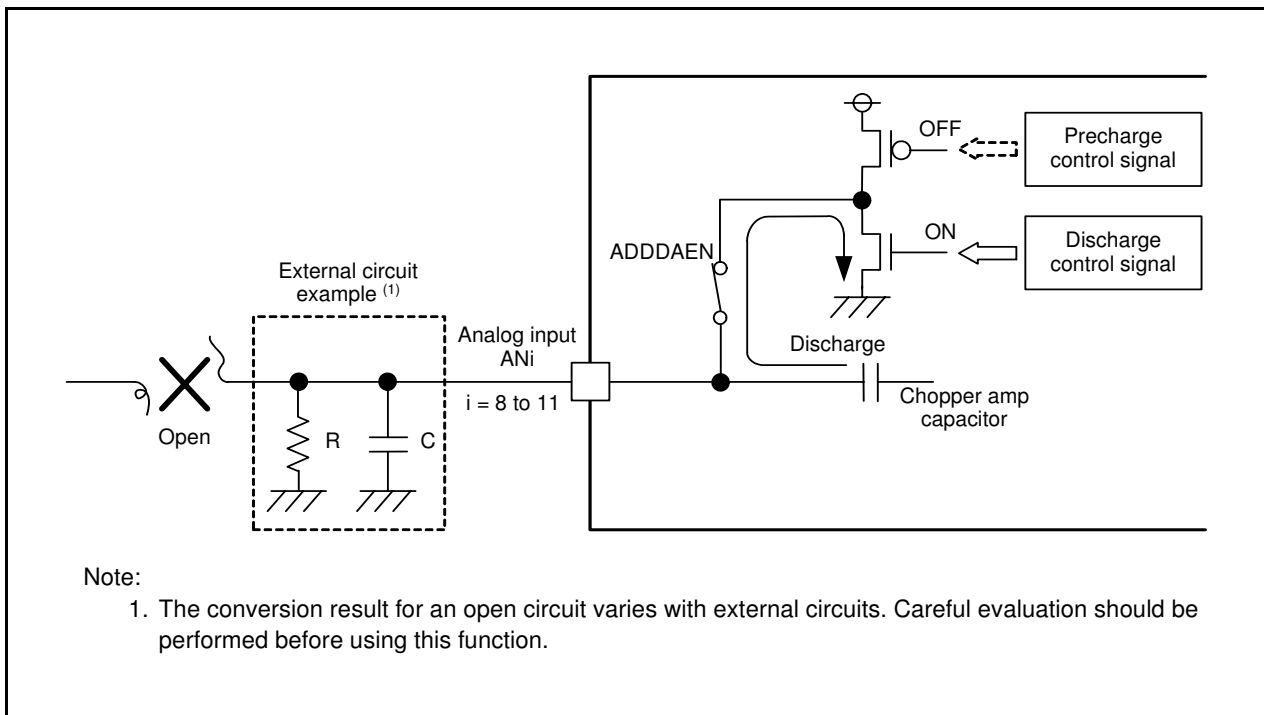 OFF
Precharge
control signal
ON
Discharge
control signal
ADDDAEN
External circuit
example (1)
Analog input
ANi
i = 8 to 11
Discharge
Chopper amp
capacitor
Open
R
C
Note:
1. The conversion result for an open circuit varies with external circuits. Careful evaluation should be
performed before using this function.